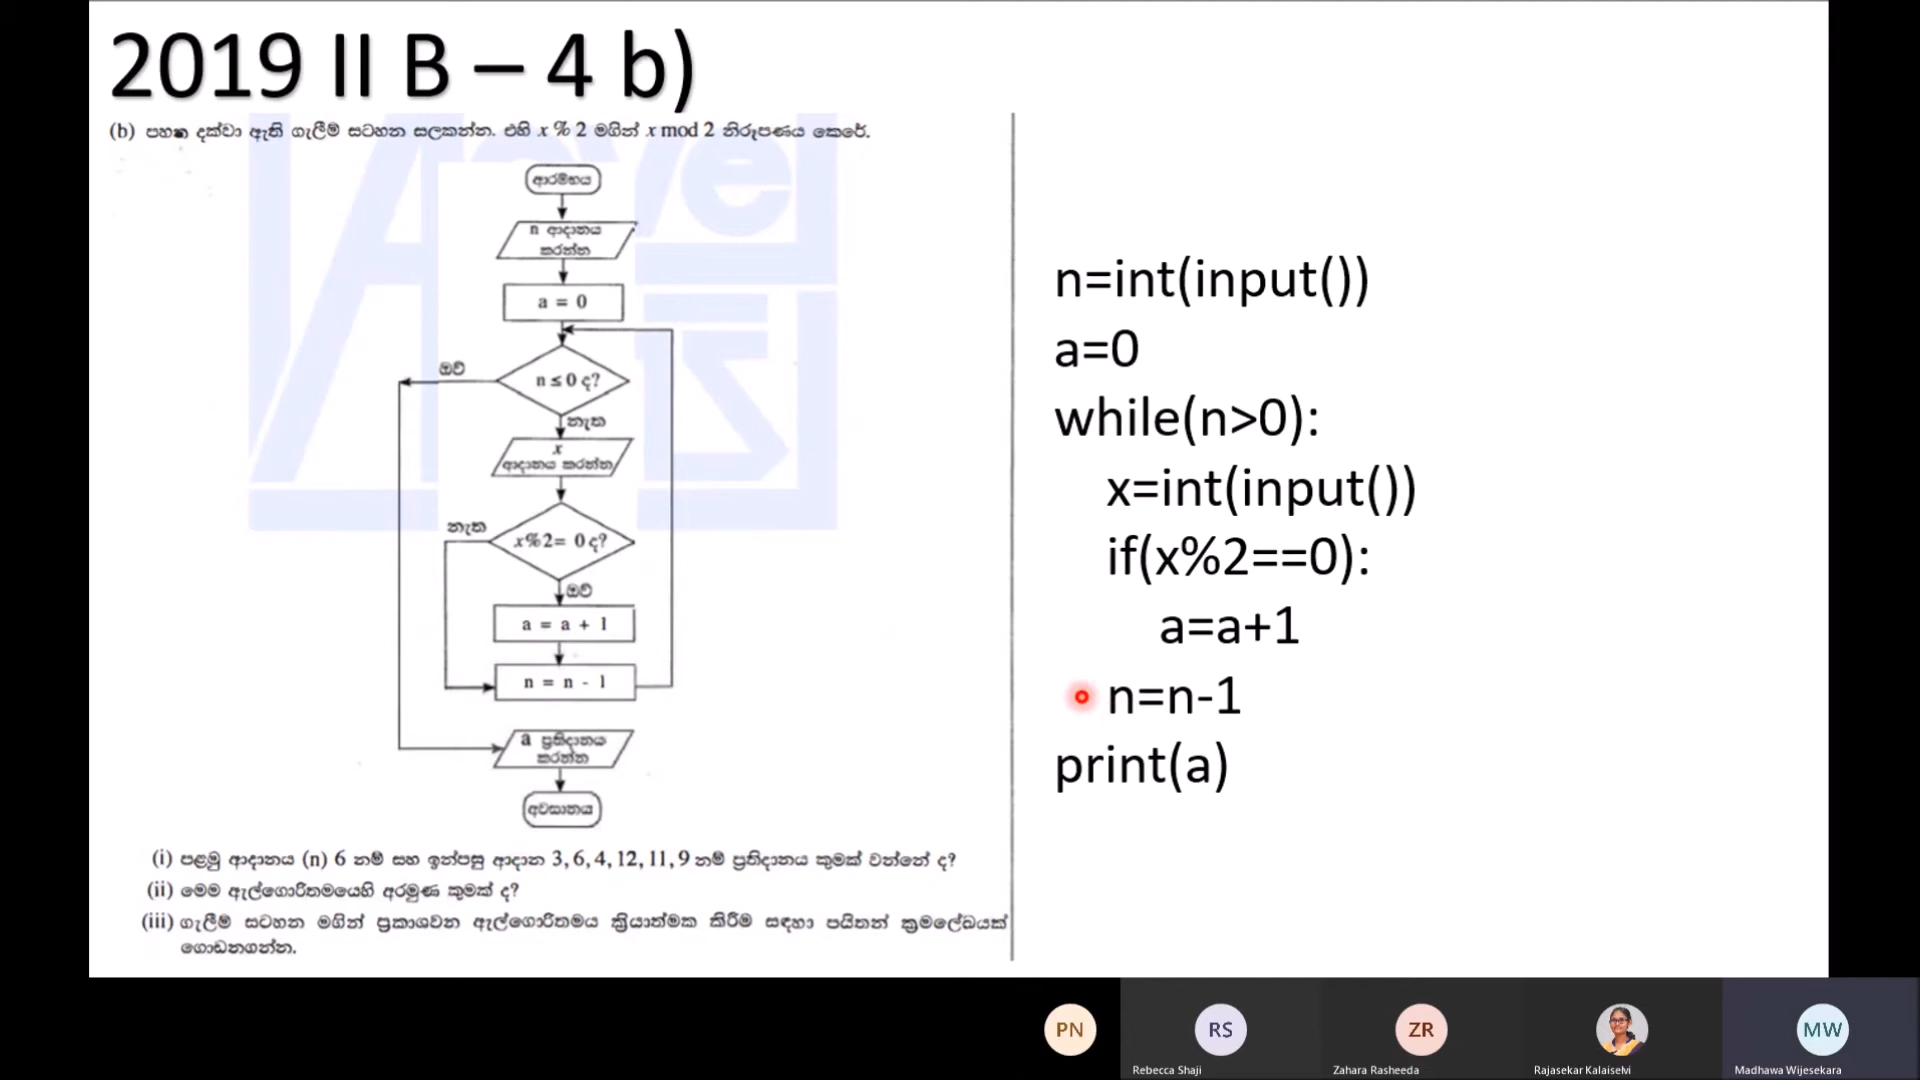 2019 II B – 4 b)
(b) පහත දක්වා ඇති ගැලීම් සටහන සලකන්න. එහි x % 2 මගින් x mod 2 නිරූපණය කෙරේ.
ආරම්භය
n ආදානය
කරන්න
a = 0
ඔව්
n ≤ 0 ද?
නැත
x
ආදානය කරන්න
නැත
x%2= 0 ද?
ඔව්
a = a + 1
n = n - 1
a ප්‍රතිදානය
කරන්න
අවසානය
(i) පළමු ආදානය (n) 6 නම් සහ ඉන්පසු ආදාන 3, 6, 4, 12, 11, 9 නම් ප්‍රතිදානය කුමක් වන්නේ ද?
(ii) මෙම ඇල්ගොරිතමයෙහි අරමුණ කුමක් ද?
(iii) ගැලීම් සටහන මගින් ප්‍රකාශවන ඇල්ගොරිතමය ක්‍රියාත්මක කිරීම සඳහා පයිතන් ක්‍රමලේඛයක්
ගොඩනගන්න.
n=int(input())
a=0
while(n>0):
x=int(input())
if(x%2==0):
a=a+1
n=n-1
print(a)
PN
RS
ZR
MW
Rebecca Shaji
Zahara Rasheeda
Rajasekar Kalaiselvi
Madhawa Wijesekara